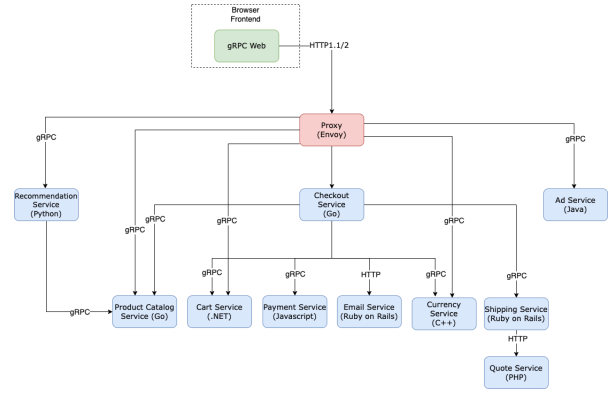 Browser
Frontend
gRPC Web
HTTP1.1/2
Proxy
(Envoy)
gRPC
gRPC
Recommendation
Service
(Python)
Checkout
Service
(Go)
Ad Service
(Java)
gRPC
gRPC
gRPC
gRPC
gRPC
gRPC
gRPC
HTTP
gRPC
gRPC
gRPC
Product Catalog
Service (Go)
Cart Service
(.NET)
Payment Service
(Javascript)
Email Service
(Ruby on Rails)
Currency
Service
(C++)
Shipping Service
(Ruby on Rails)
HTTP
Quote Service
(PHP)